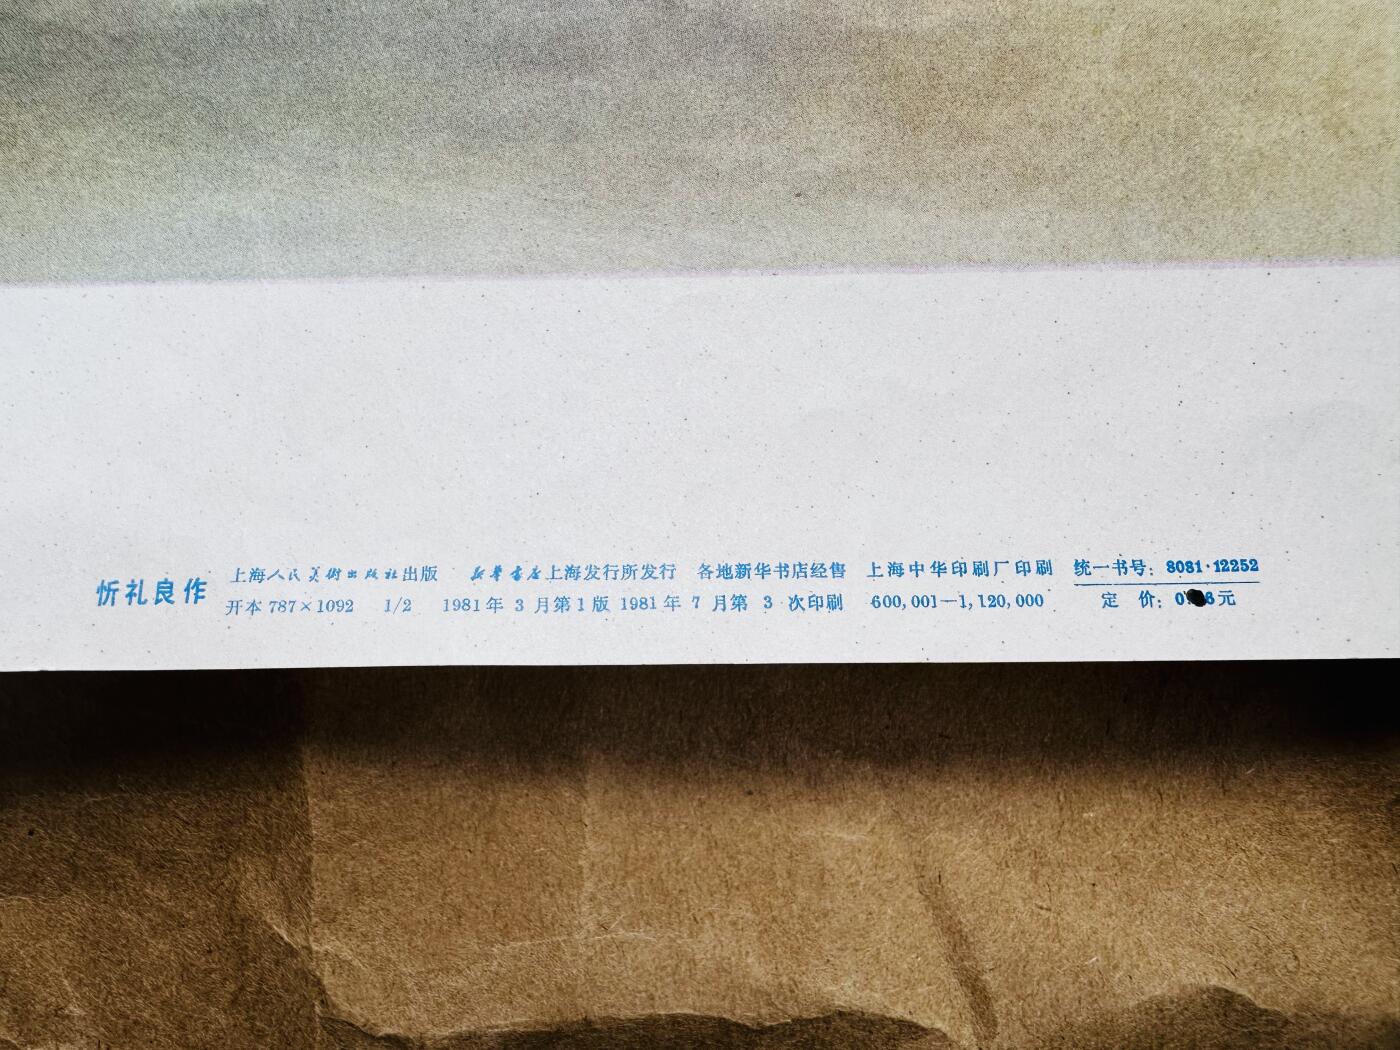 忻礼良作
上海人民美術出版社出版 新華書店上海发行所发行 各地新华书店经售 上海中华印刷厂印刷 统一书号：8081·12252
开本 787×1092 1/2 1981年 3 月第 1 版 1981年 7 月第 3 次印刷 600,001—1,120,000 定 价：